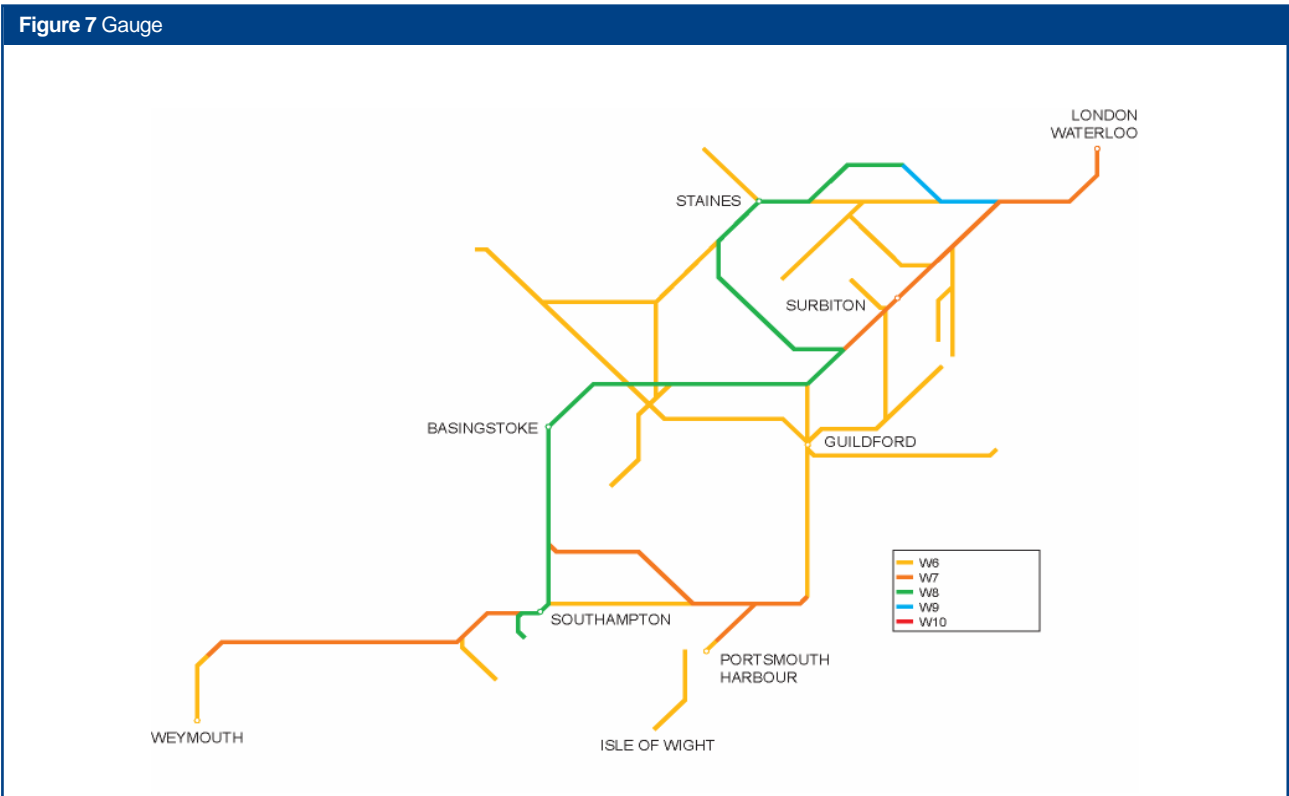 Figure 7 Gauge
LONDON
WATERLOO
STAINES
SURBITON
BASINGSTOKE
GUILDFORD
W6
W7
W8
W9
W10
SOUTHAMPTON
PORTSMOUTH
HARBOUR
WEYMOUTH
ISLE OF WIGHT